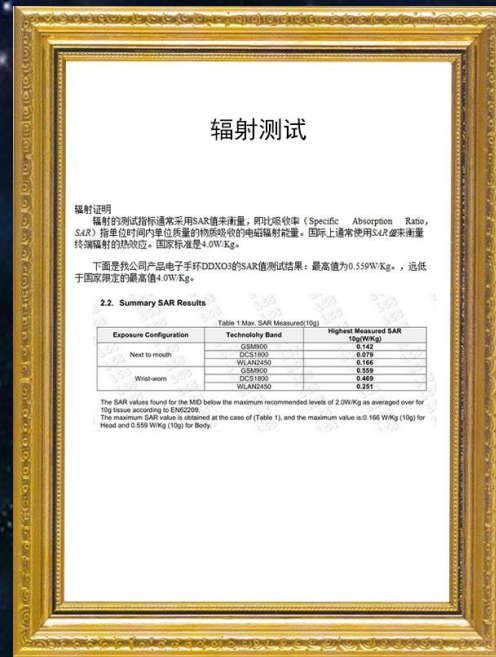 辐射测试
辐射证明
辐射的测试指标通常采用SAR值来衡量，即比吸收率（Specific Absorption Ratio，
SAR）指单位时间内单位质量的物质吸收的电磁辐射能量。国际上通常使用SAR值来衡量
终端辐射的热效应。国家标准是4.0W/Kg。
下面是我公司产品电子手环DDXO3的SAR值测试结果：最高值为0.559W/Kg。，远低
于国家限定的最高值4.0W/Kg。
2.2. Summary SAR Results
Table 1:Max. SAR Measured(10g)
Exposure Configuration Technolohy Band Highest Measured SAR
10g(W/Kg)
Next to mouth GSM900 0.142
DCS1800 0.079
WLAN2450 0.166
Wrist-worn GSM900 0.559
DCS1800 0.469
WLAN2450 0.251
The SAR values found for the MID below the maximum recommended levels of 2.0W/Kg as averaged over for
10g tissue according to EN62209.
The maximum SAR value is obtained at the case of (Table 1), and the maximum value is:0.166 W/Kg (10g) for
Head and 0.559 W/Kg (10g) for Body.